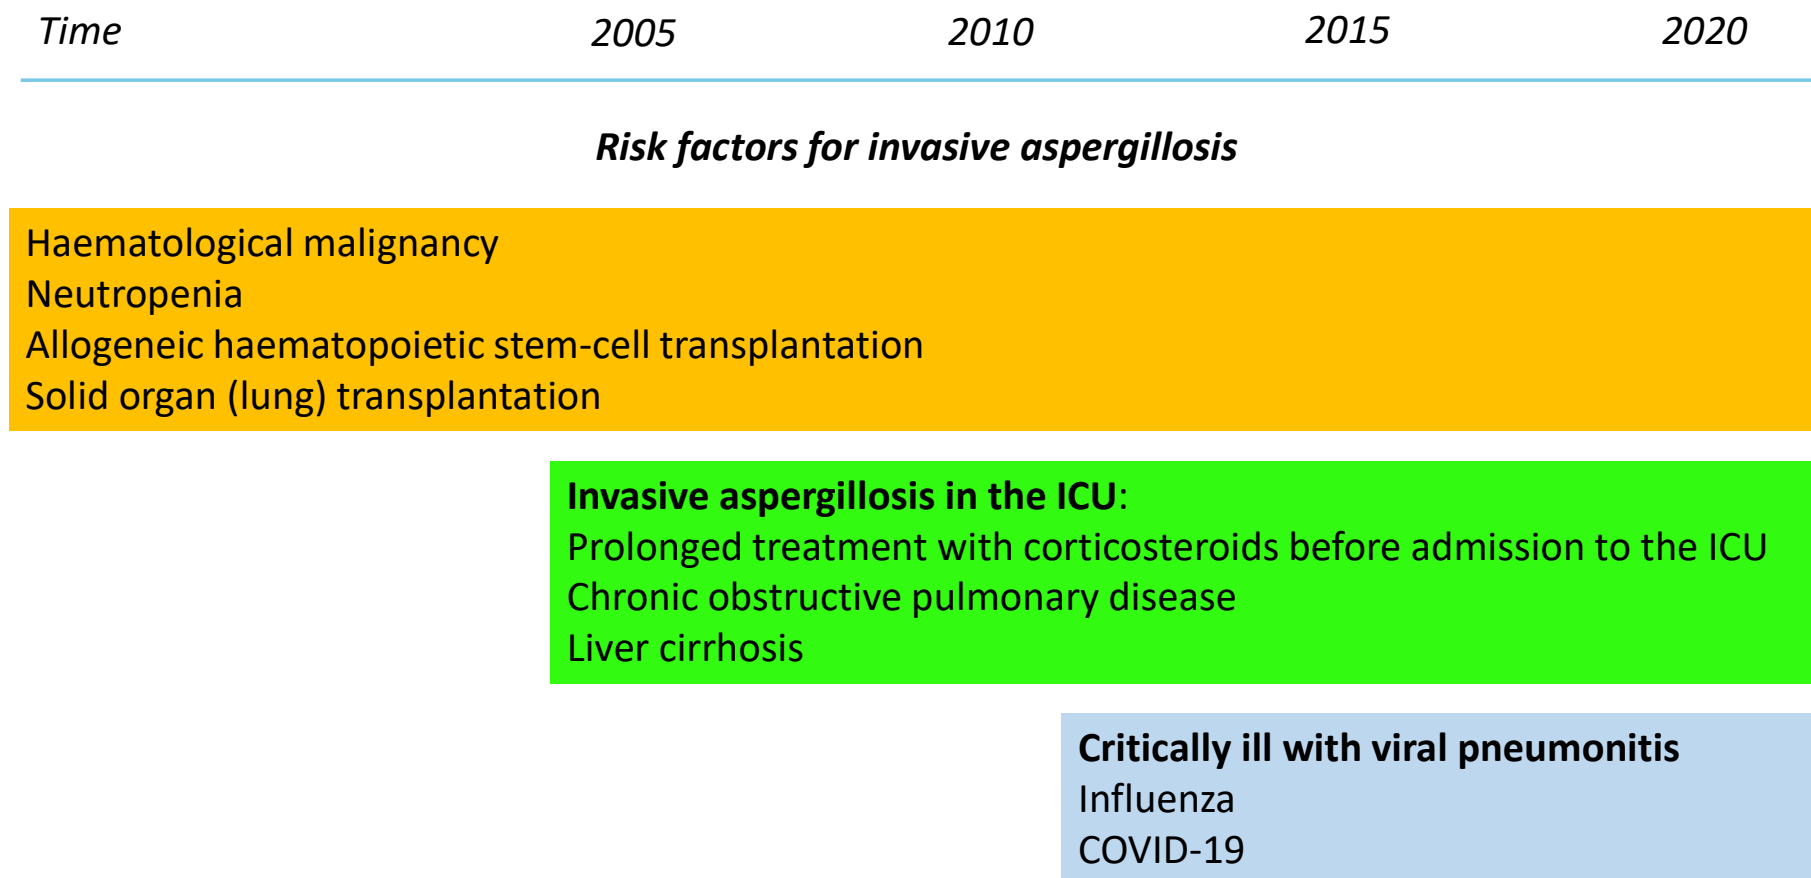 Time 2005 2010 2015 2020
Risk factors for invasive aspergillosis
Haematological malignancy
Neutropenia
Allogeneic haematopoietic stem-cell transplantation
Solid organ (lung) transplantation
Invasive aspergillosis in the ICU:
Prolonged treatment with corticosteroids before admission to the ICU
Chronic obstructive pulmonary disease
Liver cirrhosis
Critically ill with viral pneumonitis
Influenza
COVID-19